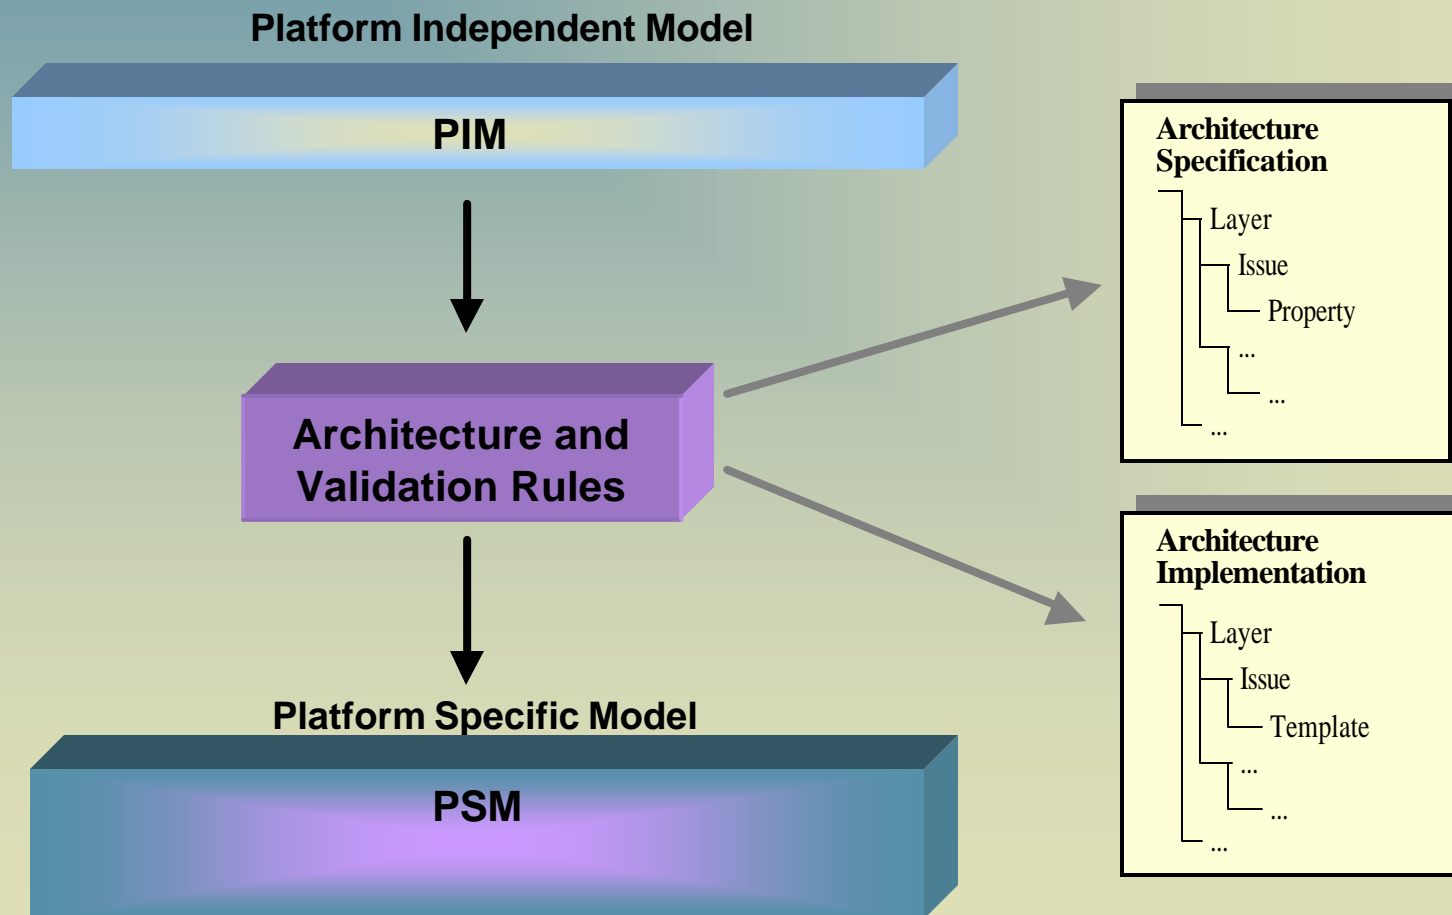 Platform Independent Model
PIM
Architecture and
Validation Rules
Platform Specific Model
PSM
Architecture
Specification
Layer
Issue
Property
...
...
...
Architecture
Implementation
Layer
Issue
Template
...
...
...